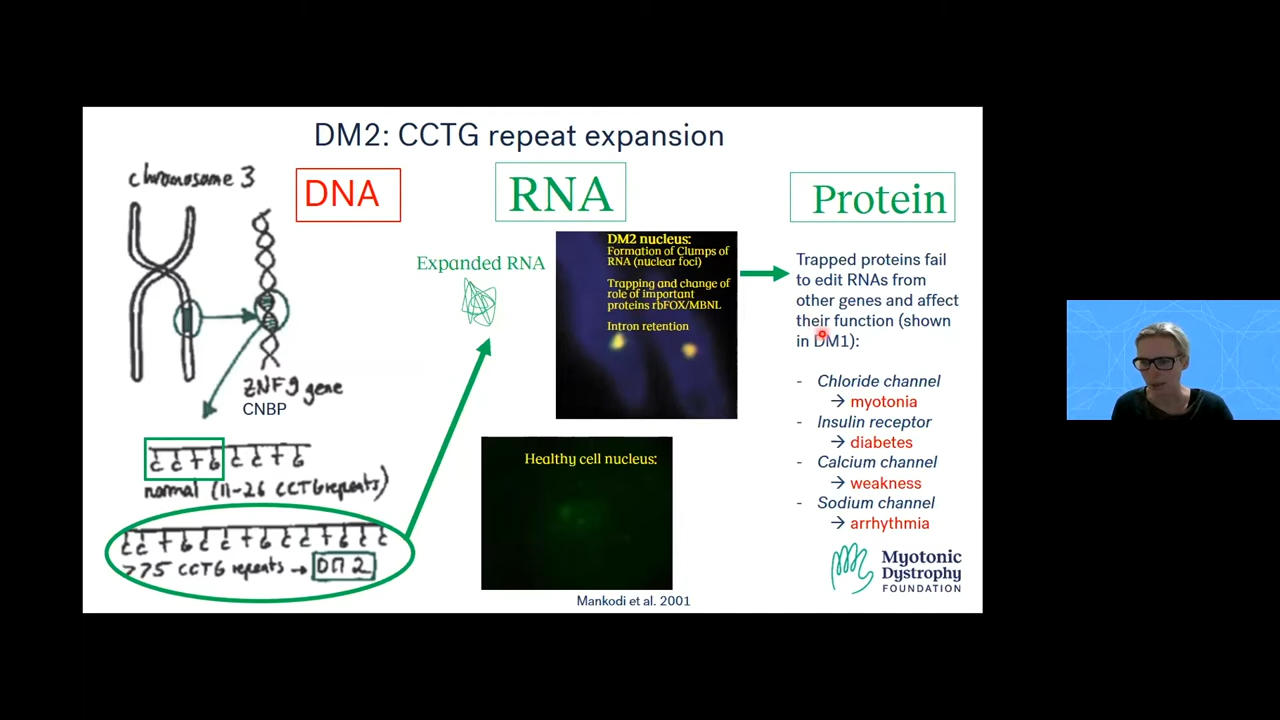 DM2: CCTG repeat expansion
chromosome 3
DNA
RNA
Protein
ZNF9 gene
CNBP
CCTGCCTG
normal (11-26 CCTG repeats)
CCTGCCTGCCTGCC
>75 CCTG repeats → DM2
Expanded RNA
DM2 nucleus:
Formation of Clumps of
RNA (nuclear foci)
Trapping and change of
role of important
proteins rbFOX/MBNL
Intron retention
Healthy cell nucleus:
Mankodi et al. 2001
Trapped proteins fail
to edit RNAs from
other genes and affect
their function (shown
in DM1):
- Chloride channel
→ myotonia
- Insulin receptor
→ diabetes
- Calcium channel
→ weakness
- Sodium channel
→ arrhythmia
Myotonic
Dystrophy
FOUNDATION